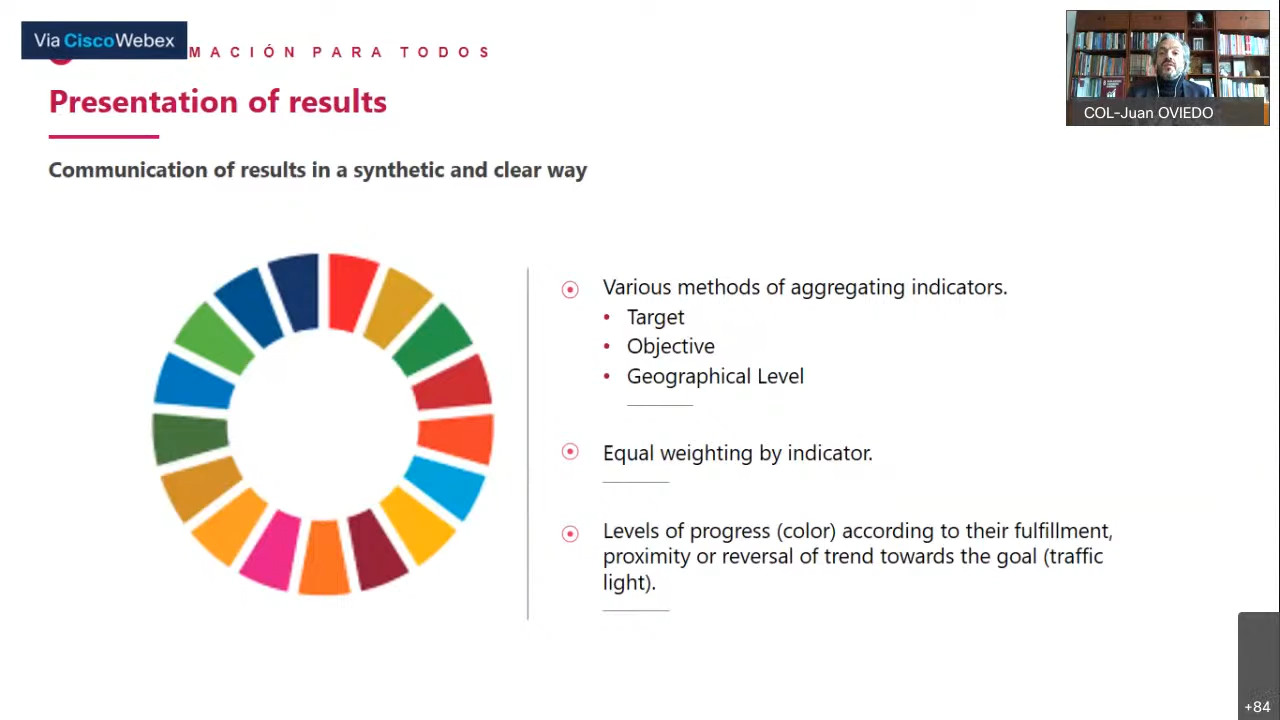 Via CiscoWebex
MACIÓN PARA TODOS
COL-Juan OVIEDO
Presentation of results
Communication of results in a synthetic and clear way
Various methods of aggregating indicators.
• Target
• Objective
• Geographical Level
Equal weighting by indicator.
Levels of progress (color) according to their fulfillment,
proximity or reversal of trend towards the goal (traffic
light).
+84